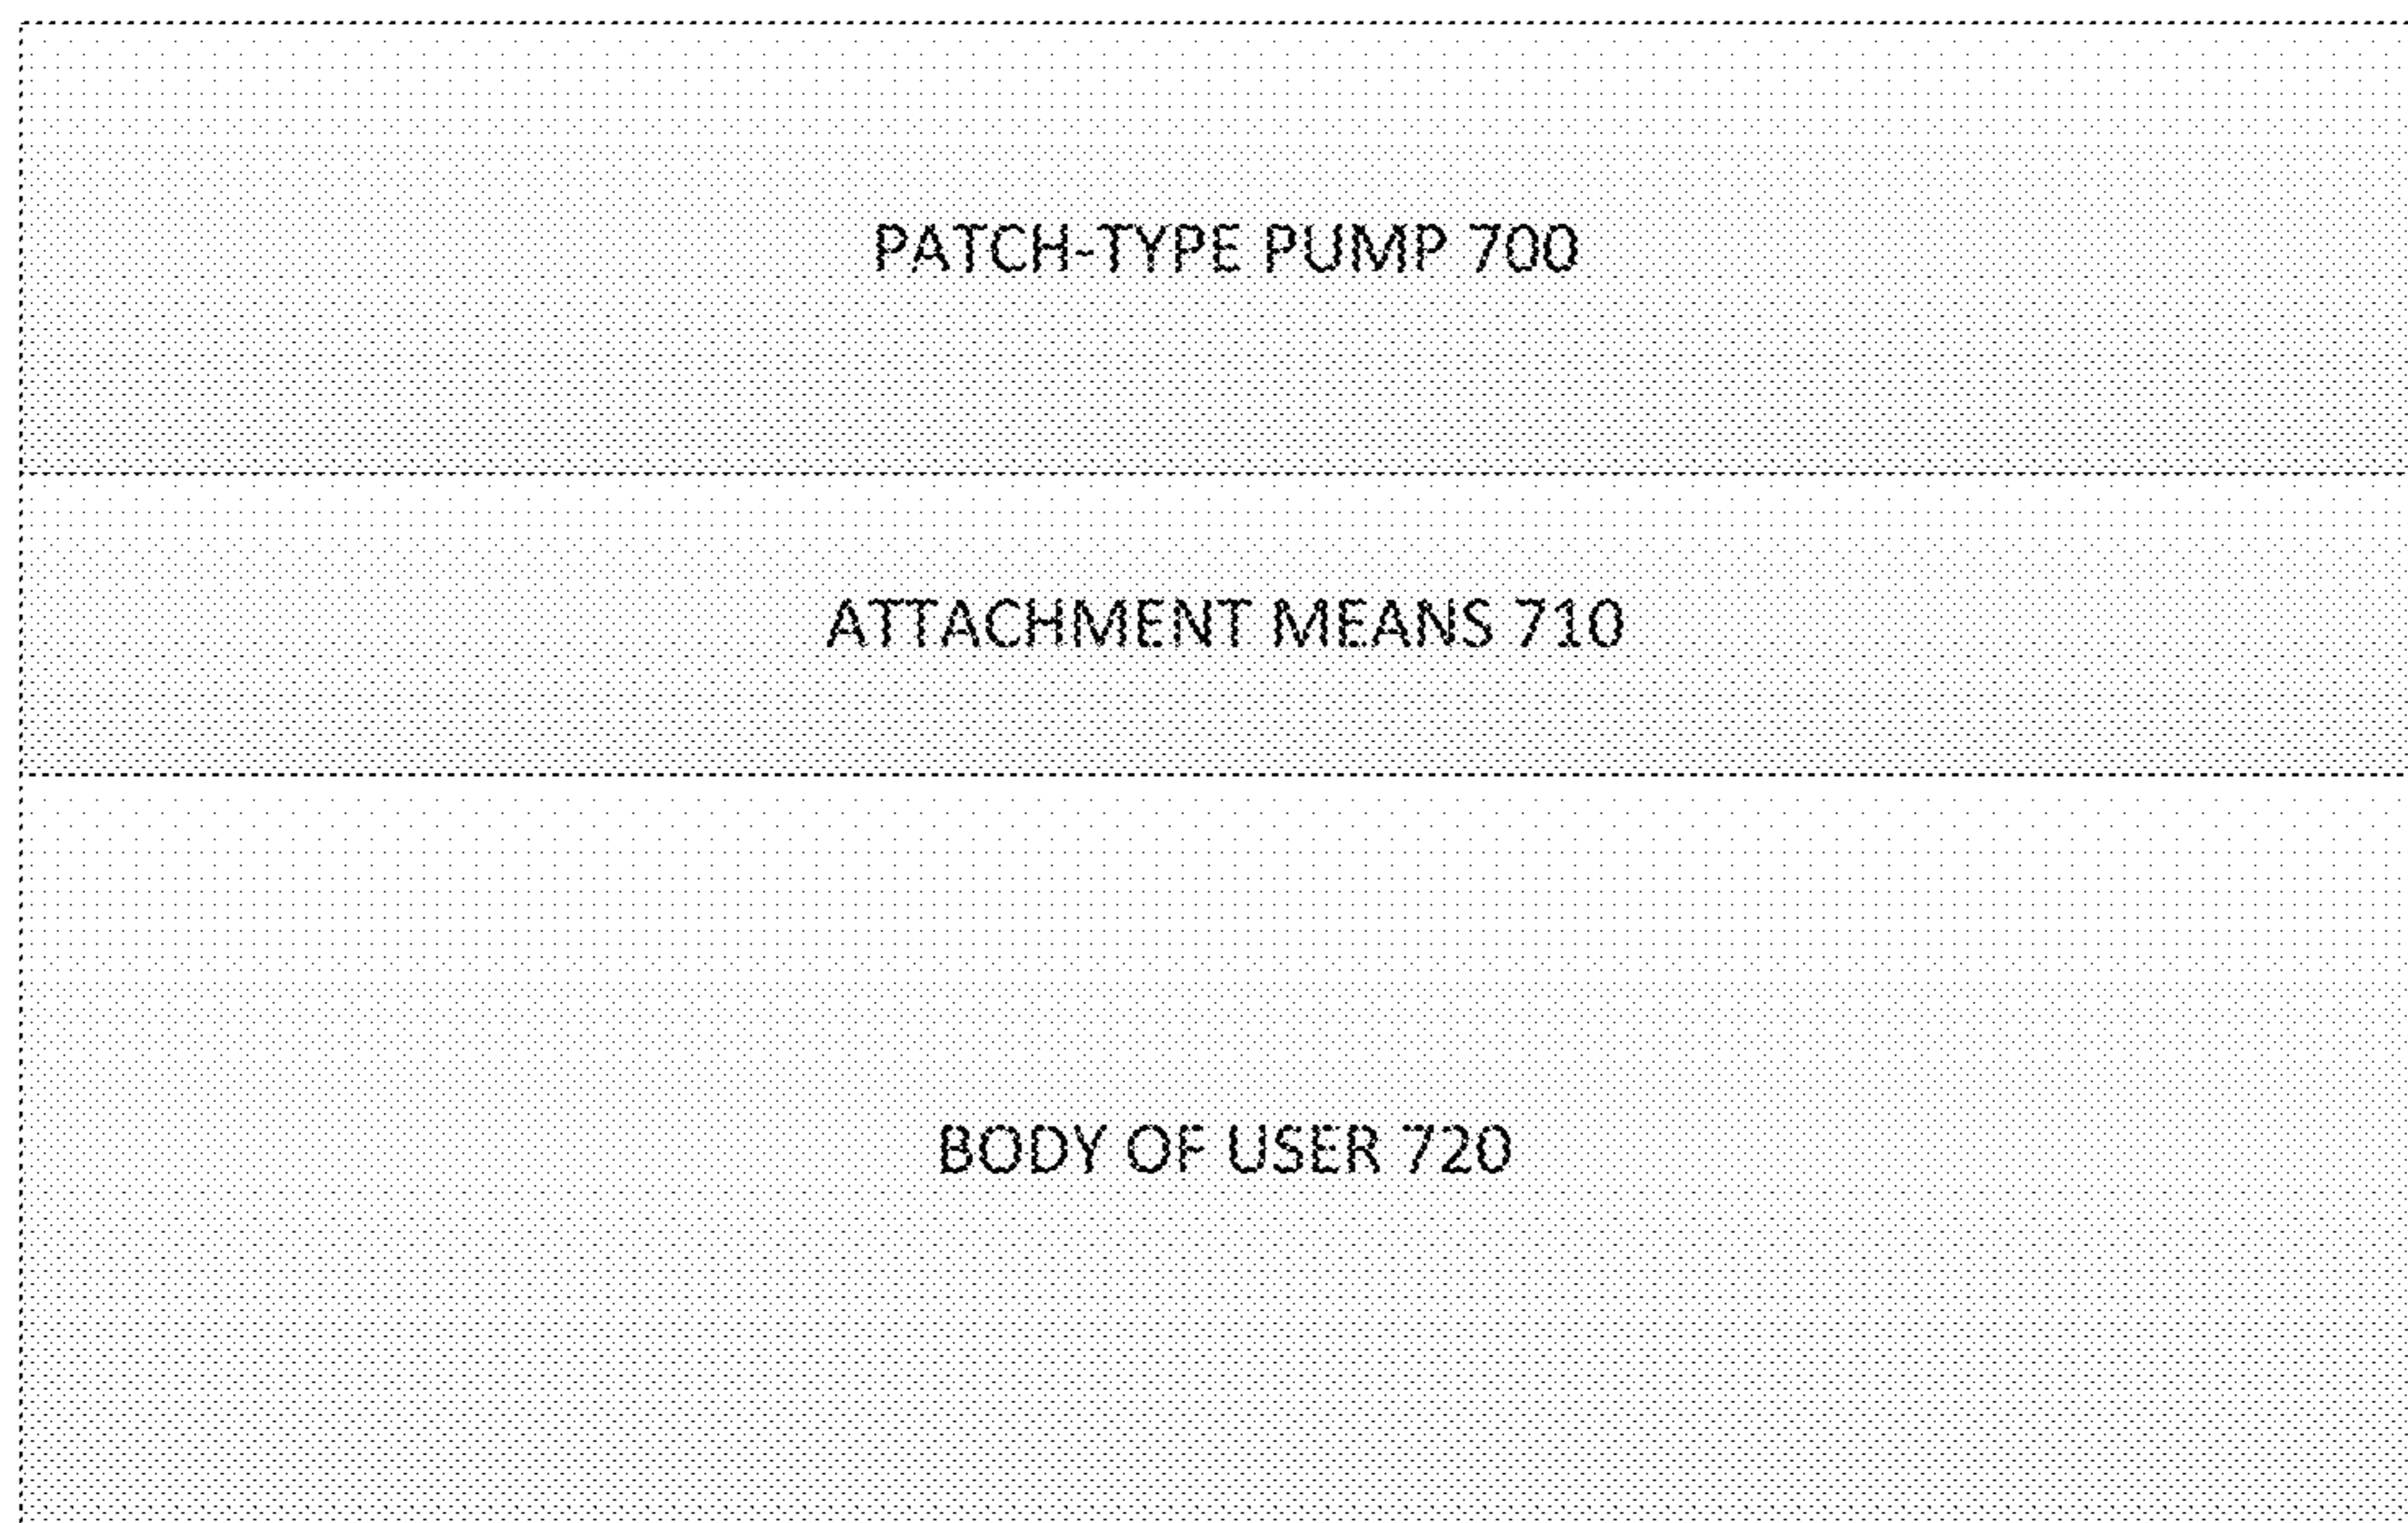 PATCH-TYPE PUMP 700
ATTACHMENT MEANS 710
BODY OF USER 720